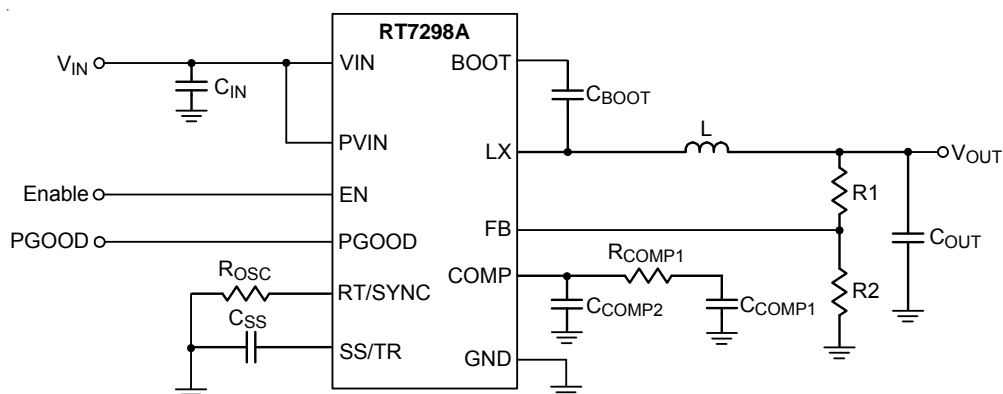 RT7298A
V_IN
C_IN
VIN
PVIN
Enable
EN
PGOOD
PGOOD
R_OSC
RT/SYNC
C_SS
SS/TR
BOOT
C_BOOT
LX
L
V_OUT
R1
FB
C_OUT
R_COMP1
COMP
R2
C_COMP2
C_COMP1
GND